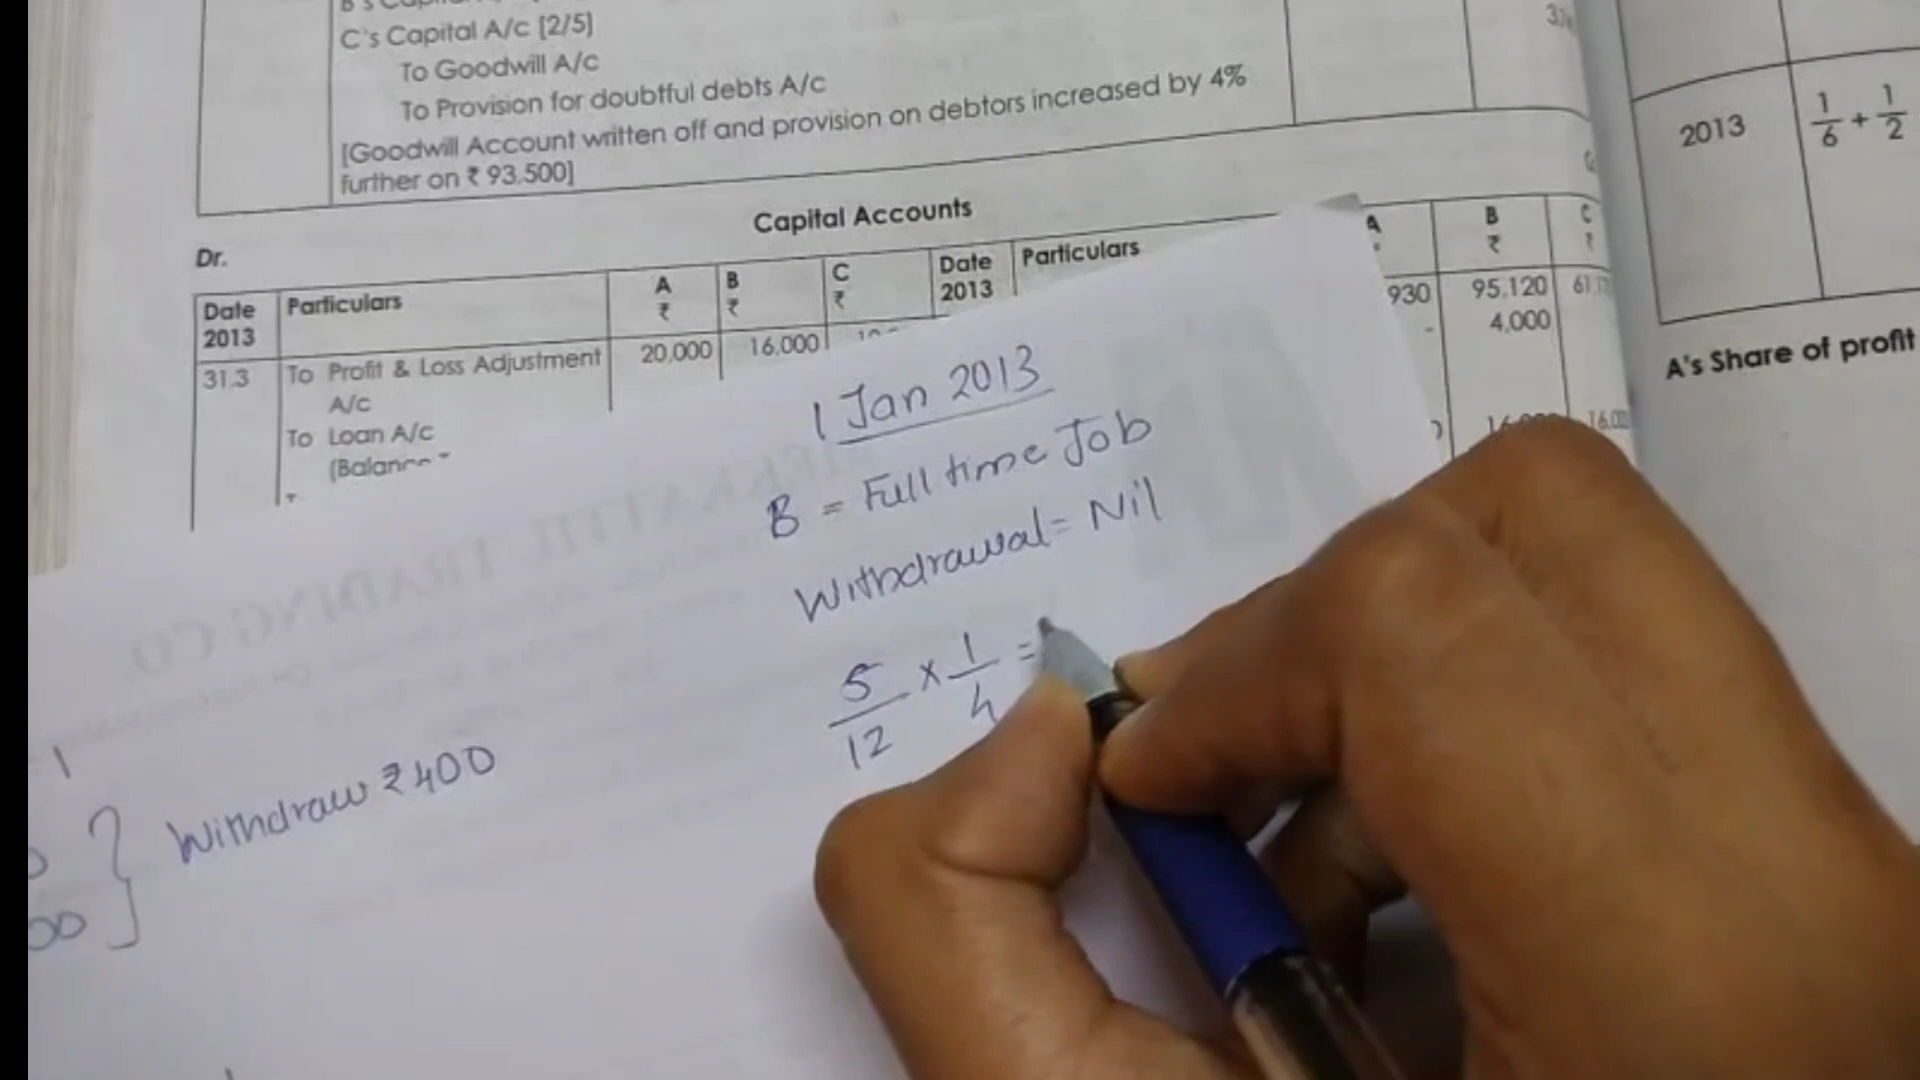 C's Capital A/c [2/5]
To Goodwill A/c
To Provision for doubtful debts A/c
[Goodwill Account written off and provision on debtors increased by 4%
further on ₹ 93,500]
Capital Accounts
Dr.
Date 2013 Particulars A ₹ B ₹ C ₹ Date 2013 Particulars A B ₹ C ₹
31.3 To Profit & Loss Adjustment A/c 20,000 16,000
930 95,120
- 4,000
To Loan A/c
16,000
1 Jan 2013
B = Full time Job
Withdrawal = Nil
5/12 x 1/4 =
1
Withdraw ₹400
2013 1/6 + 1/2
A's Share of profit